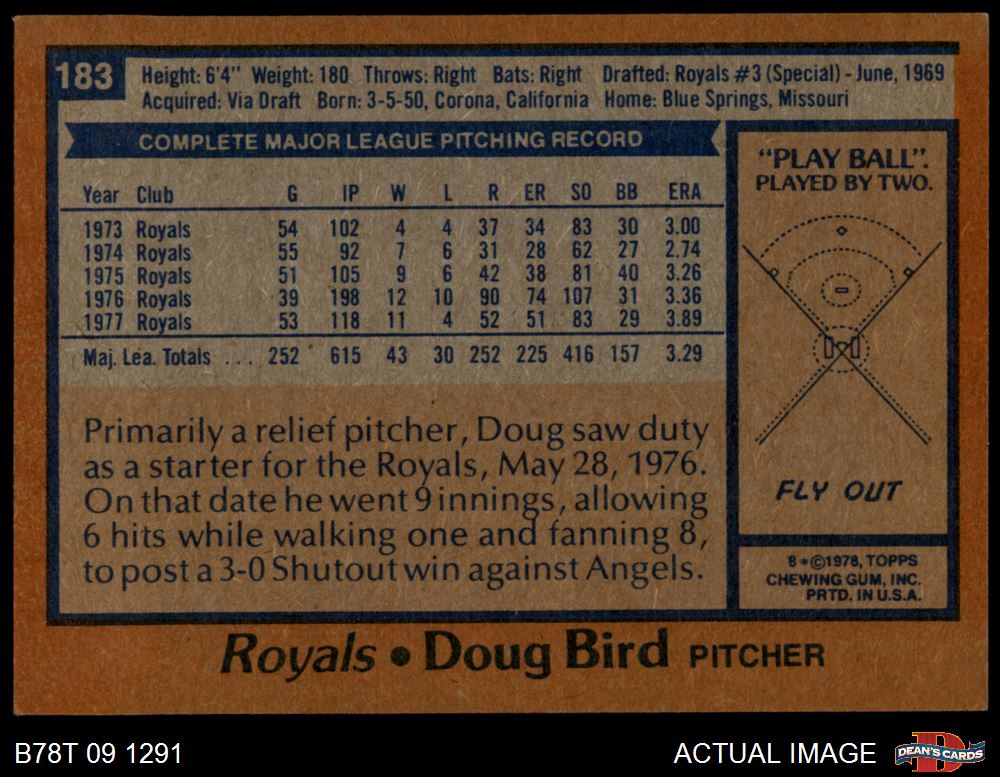 183
Height: 6'4" Weight: 180 Throws: Right Bats: Right Drafted: Royals #3 (Special) - June, 1969
Acquired: Via Draft Born: 3-5-50, Corona, California Home: Blue Springs, Missouri
COMPLETE MAJOR LEAGUE PITCHING RECORD
Year Club G IP W L R ER SO BB ERA
1973 Royals 54 102 4 4 37 34 83 30 3.00
1974 Royals 55 92 7 6 31 28 62 27 2.74
1975 Royals 51 105 9 6 42 38 81 40 3.26
1976 Royals 39 198 12 10 90 74 107 31 3.36
1977 Royals 53 118 11 4 52 51 83 29 3.89
Maj. Lea. Totals . . . 252 615 43 30 252 225 416 157 3.29
Primarily a relief pitcher, Doug saw duty
as a starter for the Royals, May 28, 1976.
On that date he went 9 innings, allowing
6 hits while walking one and fanning 8,
to post a 3-0 Shutout win against Angels.
"PLAY BALL".
PLAYED BY TWO.
FLY OUT
8*©1978, TOPPS
CHEWING GUM, INC.
PRTD. IN U.S.A.
Royals • Doug Bird PITCHER
B78T 09 1291
ACTUAL IMAGE
D
DEAN'S CARDS